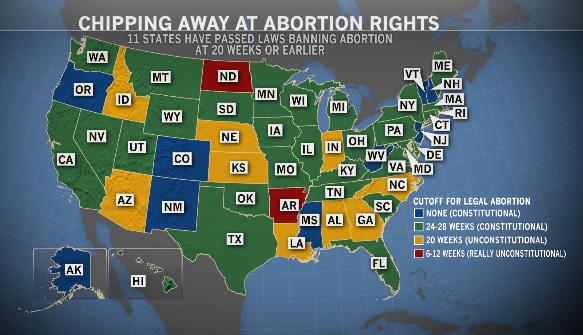 CHIPPING AWAY AT ABORTION RIGHTS
11 STATES HAVE PASSED LAWS BANNING ABORTION
AT 20 WEEKS OR EARLIER
WA
OR
ID
MT
ND
MN
WI
MI
VT
ME
NH
MA
RI
CT
NJ
DE
MD
NY
PA
WY
SD
IA
NE
NV
UT
CO
KS
MO
IL
IN
OH
WV
KY
VA
CA
AZ
NM
OK
AR
TN
NC
SC
MS
AL
GA
LA
TX
FL
AK
HI
CUTOFF FOR LEGAL ABORTION
NONE (CONSTITUTIONAL)
24-28 WEEKS (CONSTITUTIONAL)
20 WEEKS (UNCONSTITUTIONAL)
6-12 WEEKS (REALLY UNCONSTITUTIONAL)